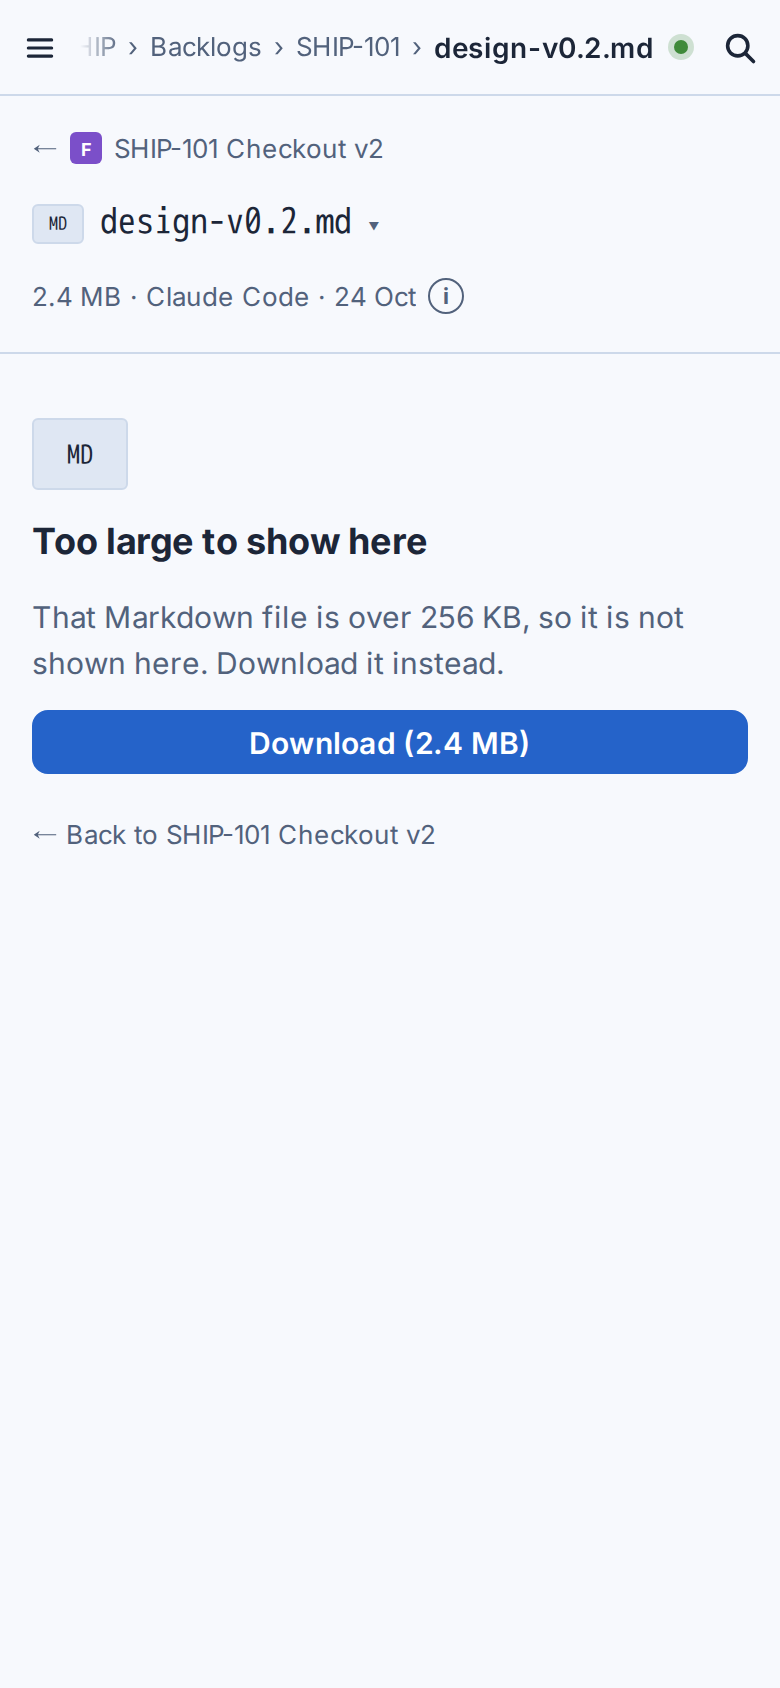 HIP › Backlogs › SHIP-101 › design-v0.2.md
← F SHIP-101 Checkout v2
MD design-v0.2.md ▾
2.4 MB · Claude Code · 24 Oct i
MD
Too large to show here
That Markdown file is over 256 KB, so it is not
shown here. Download it instead.
Download (2.4 MB)
← Back to SHIP-101 Checkout v2